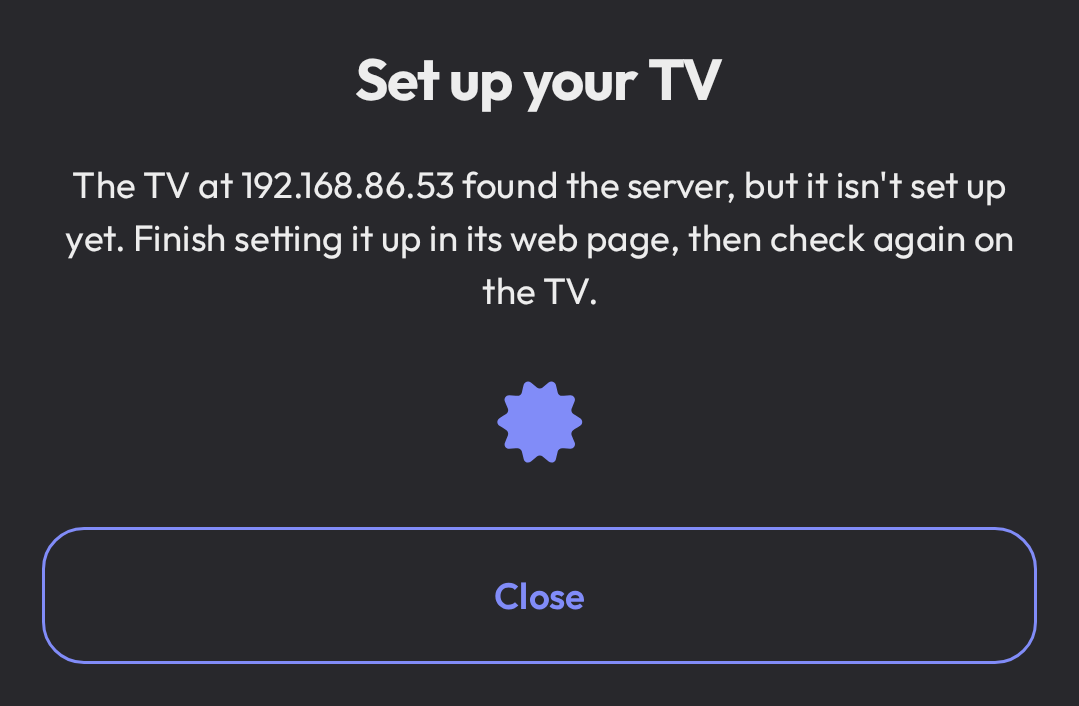 Set up your TV
The TV at 192.168.86.53 found the server, but it isn't set up
yet. Finish setting it up in its web page, then check again on
the TV.
Close